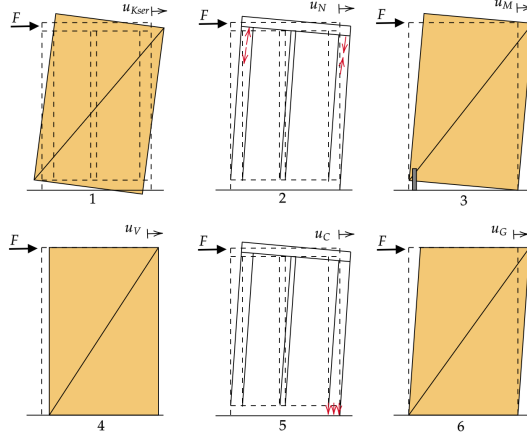 F u_Kser
F u_N
F u_M
1 2 3
F u_V
F u_C
F u_G
4 5 6